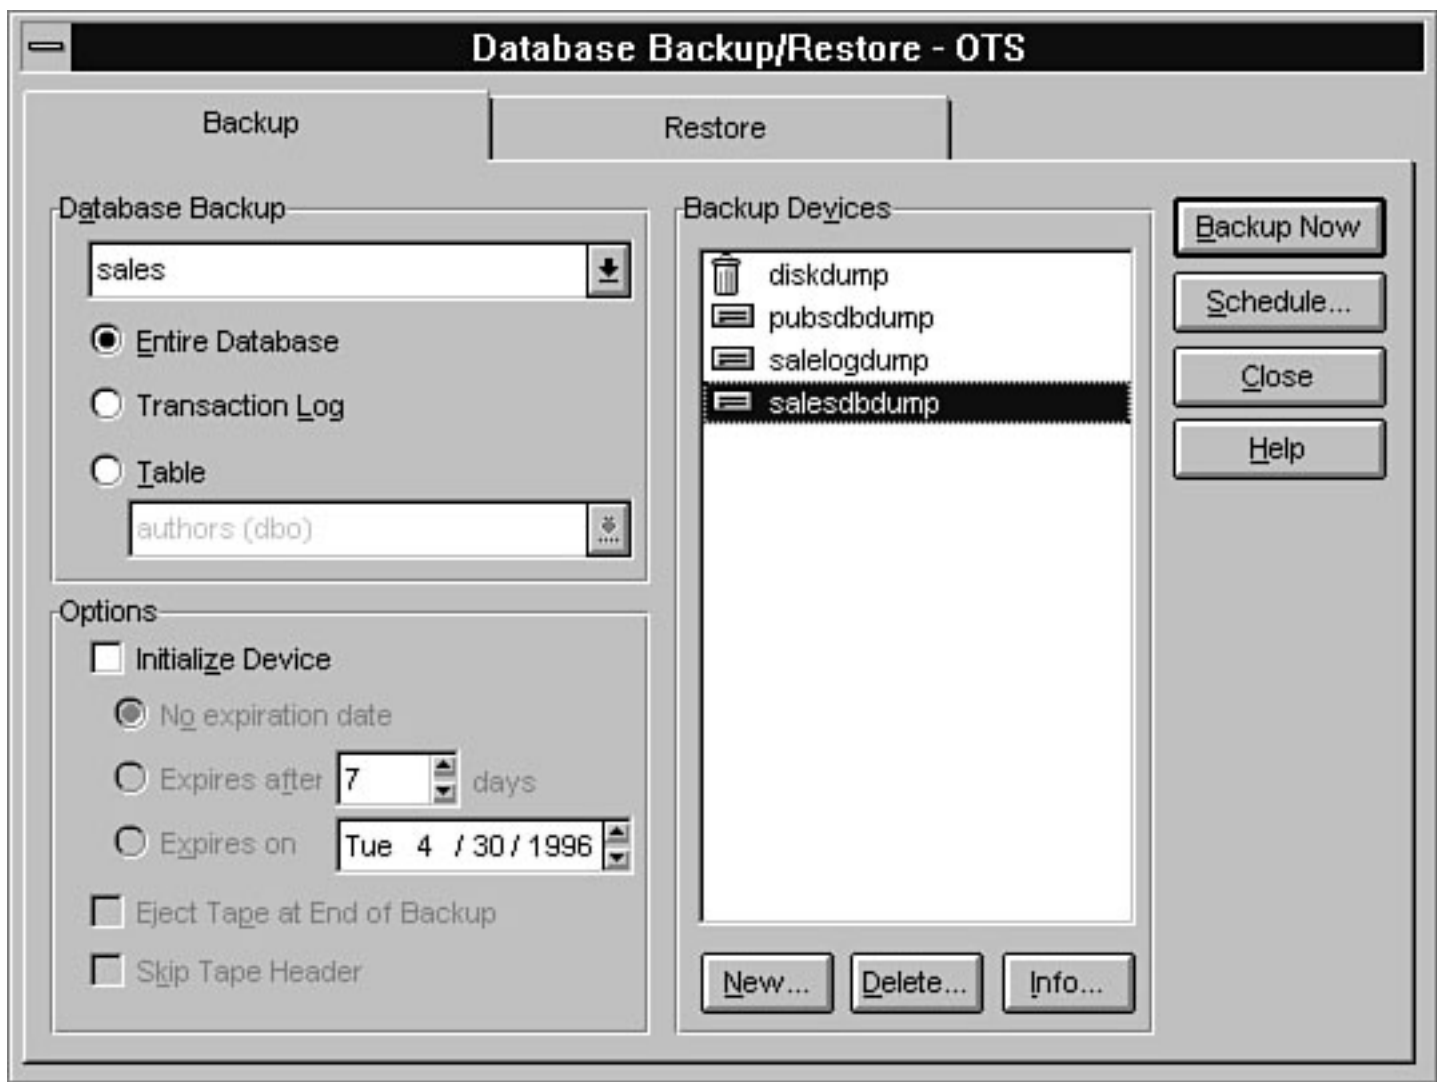 Database Backup/Restore - OTS
Backup
Restore
Database Backup
sales
Entire Database
Transaction Log
Table
authors (dbo)
Options
Initialize Device
No expiration date
Expires after 7 days
Expires on Tue 4 / 30 / 1996
Eject Tape at End of Backup
Skip Tape Header
Backup Devices
diskdump
pubsdbdump
salelogdump
salesdbdump
New...
Delete...
Info...
Backup Now
Schedule...
Close
Help